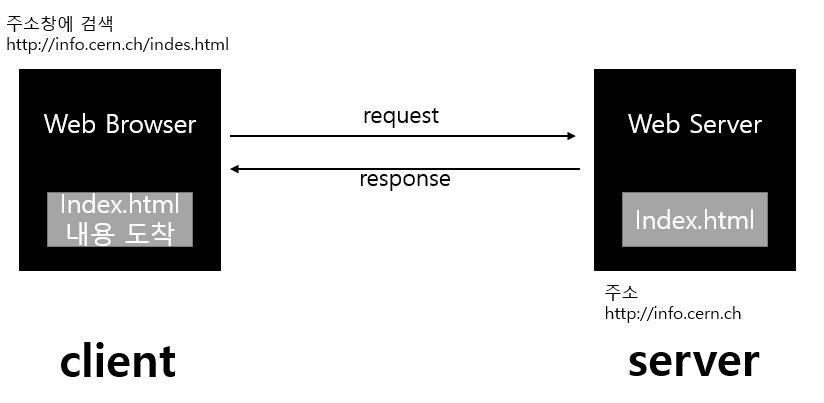 주소창에 검색
http://info.cern.ch/indes.html
Web Browser
request
Web Server
response
Index.html
내용 도착
Index.html
주소
http://info.cern.ch
client
server